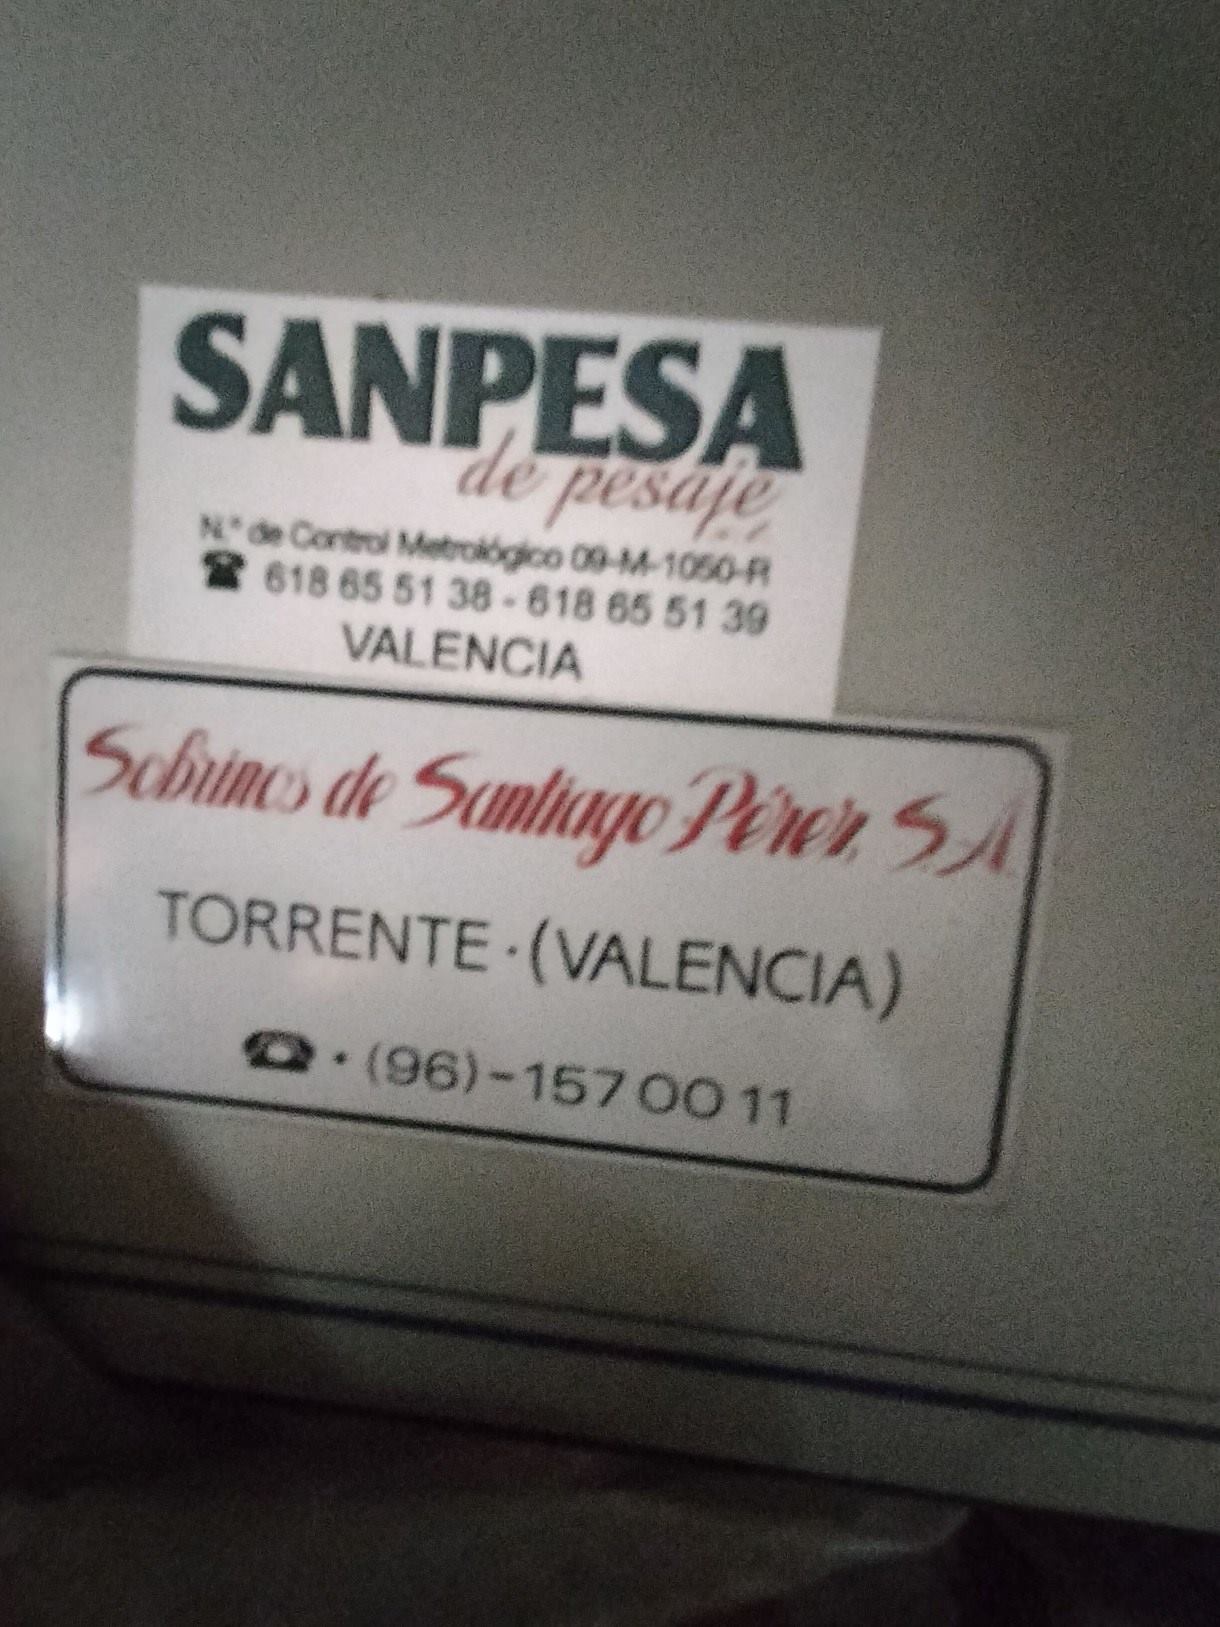 SANPESA
de pesaje
N.° de Control Metrológico 09-M-1050-R
☎ 618 65 51 38 - 618 65 51 39
VALENCIA
Sobrinos de Santiago Pérez, S.A.
TORRENTE · (VALENCIA)
☎ · (96)-157 00 11